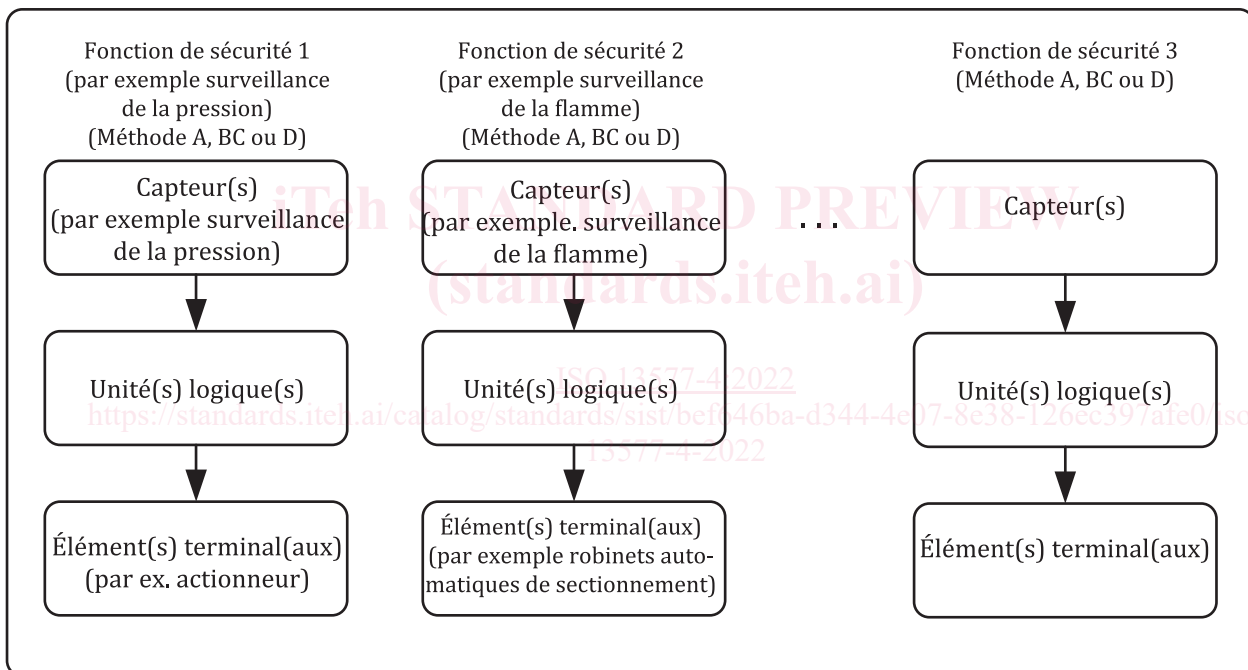 Fonction de sécurité 1
(par exemple surveillance
de la pression)
(Méthode A, BC ou D)
Fonction de sécurité 2
(par exemple surveillance
de la flamme)
(Méthode A, BC ou D)
Fonction de sécurité 3
(Méthode A, BC ou D)
Capteur(s)
(par exemple surveillance
de la pression)
Capteur(s)
(par exemple. surveillance
de la flamme)
...
Capteur(s)
iTeh STANDARD PREVIEW
(standards.iteh.ai)
Unité(s) logique(s)
Unité(s) logique(s)
Unité(s) logique(s)
ISO 13577-4:2022
https://standards.iteh.ai/catalog/standards/sist/bef646ba-d344-4e07-8e38-126ec397afe0/iso
13577-4-2022
Élément(s) terminal(aux)
(par ex. actionneur)
Élément(s) terminal(aux)
(par exemple robinets auto-
matiques de sectionnement)
Élément(s) terminal(aux)